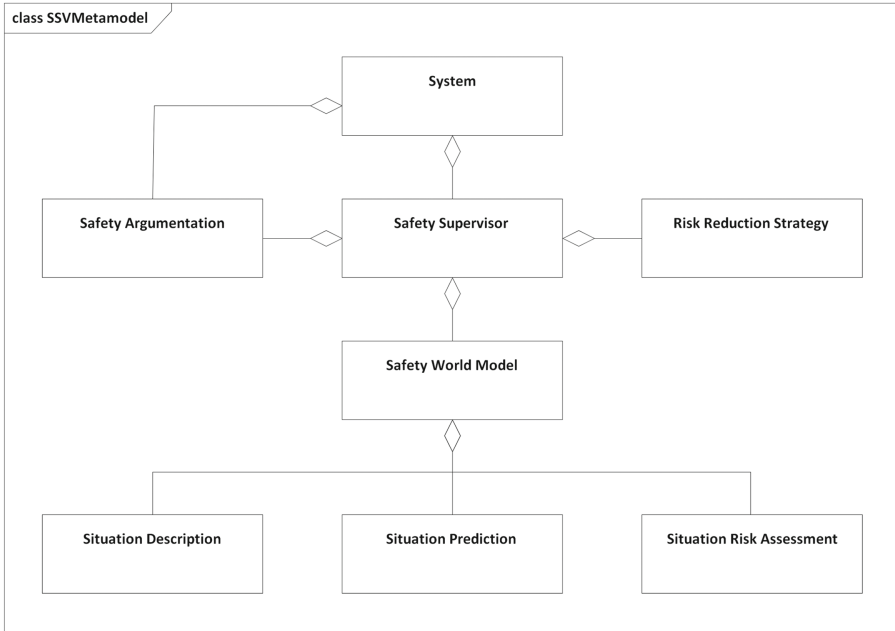 class SSVMetamodel
System
Safety Argumentation
Safety Supervisor
Risk Reduction Strategy
Safety World Model
Situation Description
Situation Prediction
Situation Risk Assessment